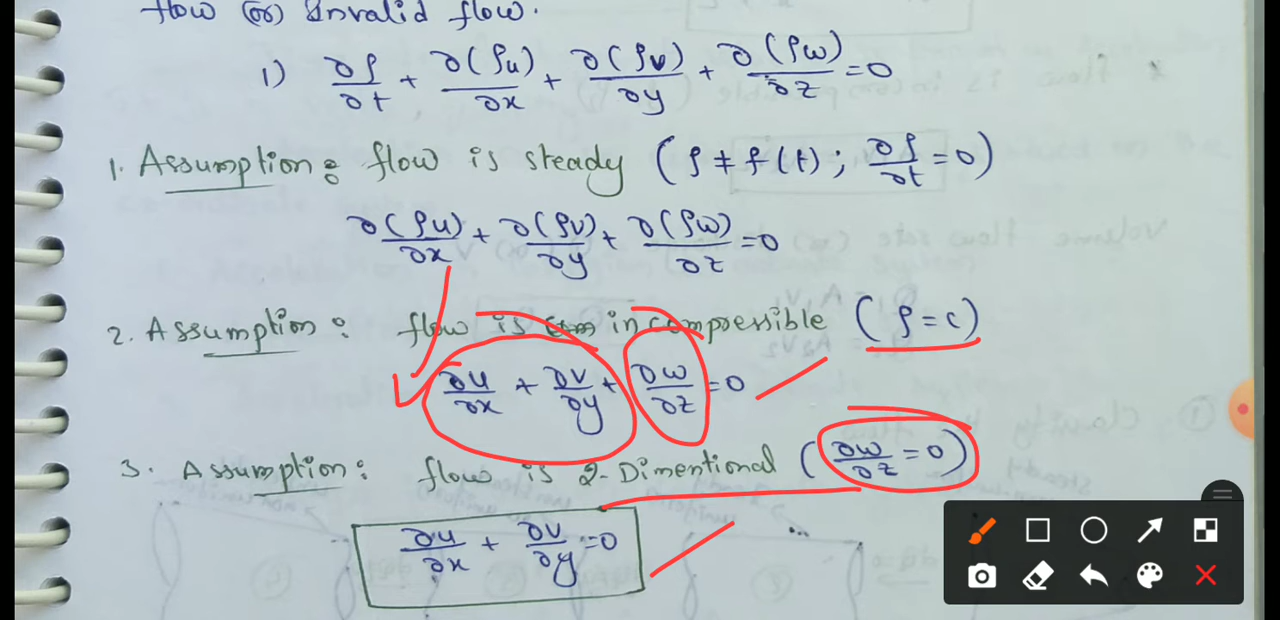 flow (or) Invalid flow.
1) ∂ρ/∂t + ∂(ρu)/∂x + ∂(ρv)/∂y + ∂(ρw)/∂z = 0
1. Assumption: flow is steady (ρ ≠ f(t); ∂ρ/∂t = 0)
∂(ρu)/∂x + ∂(ρv)/∂y + ∂(ρw)/∂z = 0
2. Assumption: flow is incompressible (ρ = c)
∂u/∂x + ∂v/∂y + ∂w/∂z = 0
3. Assumption: flow is 2-Dimentional (∂w/∂z = 0)
∂u/∂x + ∂v/∂y = 0